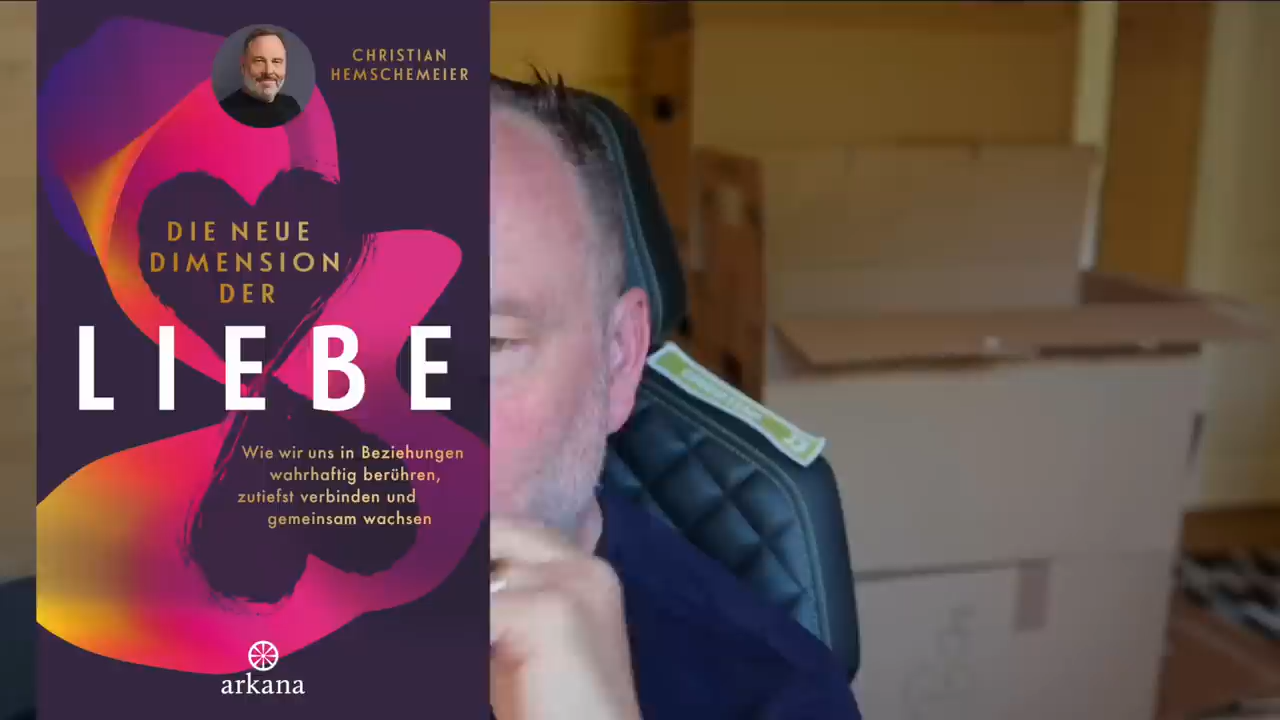 CHRISTIAN
HEMSCHEMEIER
DIE NEUE
DIMENSION
DER
LIEBE
Wie wir uns in Beziehungen
wahrhaftig berühren,
zutiefst verbinden und
gemeinsam wachsen
arkana